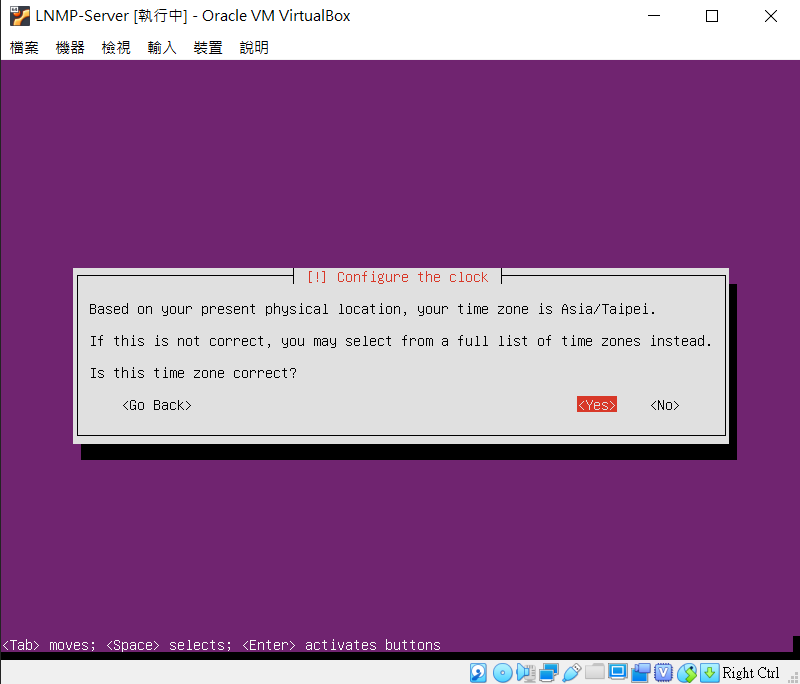 LNMP-Server [執行中] - Oracle VM VirtualBox
檔案 機器 檢視 輸入 裝置 說明
[!] Configure the clock
Based on your present physical location, your time zone is Asia/Taipei.
If this is not correct, you may select from a full list of time zones instead.
Is this time zone correct?
<Go Back> <Yes> <No>
<Tab> moves; <Space> selects; <Enter> activates buttons
Right Ctrl